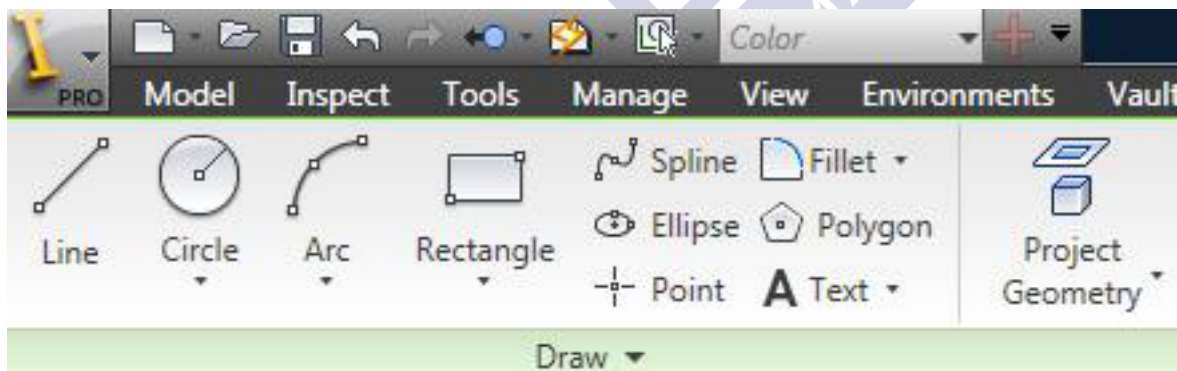 Color
PRO Model Inspect Tools Manage View Environments Vault
Spline Fillet
Ellipse Polygon
Line Circle Arc Rectangle Project
Point A Text Geometry
Draw